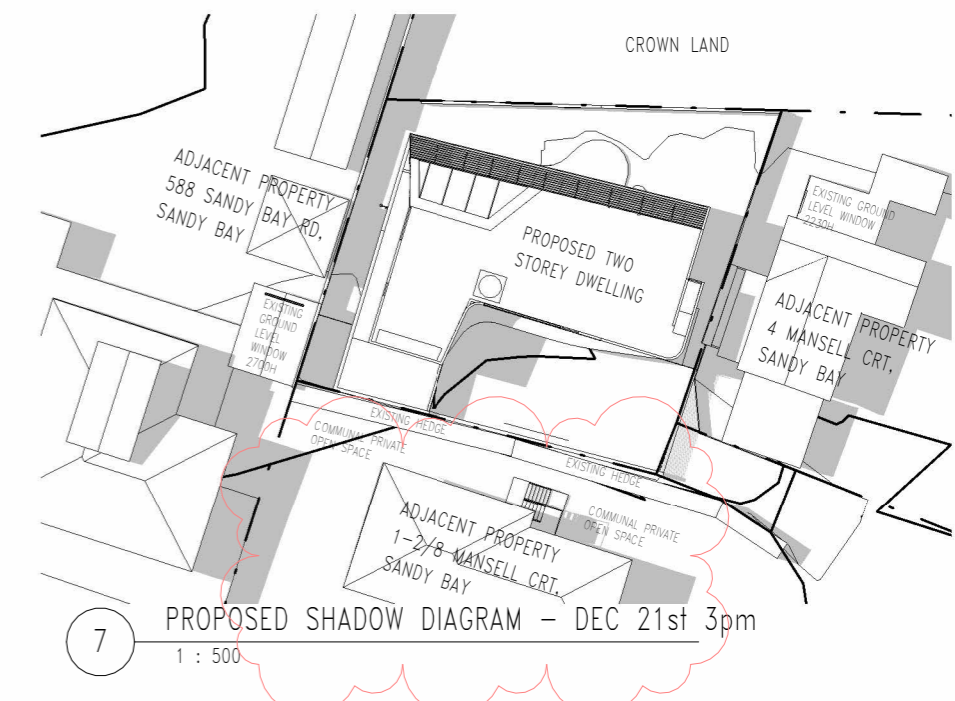 CROWN LAND
ADJACENT PROPERTY
588 SANDY BAY RD,
SANDY BAY
EXISTING GROUND
LEVEL WINDOW
2230H
PROPOSED TWO
STOREY DWELLING
EXISTING
GROUND
LEVEL
WINDOW
2700H
ADJACENT PROPERTY
4 MANSELL CRT,
SANDY BAY
EXISTING HEDGE
COMMUNAL PRIVATE
OPEN SPACE
EXISTING HEDGE
COMMUNAL PRIVATE
OPEN SPACE
ADJACENT PROPERTY
1-2/8 MANSELL CRT,
SANDY BAY
7
PROPOSED SHADOW DIAGRAM - DEC 21st 3pm
1 : 500